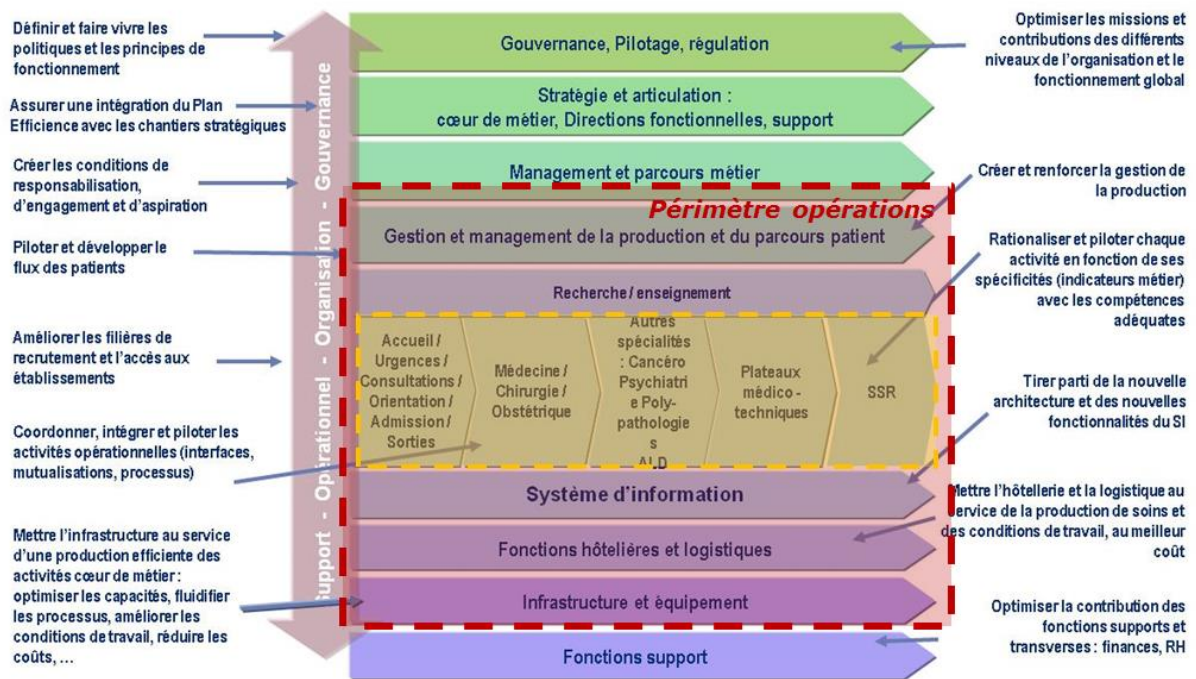 Définir et faire vivre les
politiques et les principes de
fonctionnement
Assurer une intégration du Plan
Efficience avec les chantiers stratégiques
Créer les conditions de
responsabilisation,
d'engagement et d'aspiration
Piloter et développer le
flux des patients
Améliorer les filières de
recrutement et l'accès aux
établissements
Coordonner, intégrer et piloter les
activités opérationnelles (interfaces,
mutualisations, processus)
Mettre l'infrastructure au service
d'une production efficiente des
activités cœur de métier :
optimiser les capacités, fluidifier
les processus, améliorer les
conditions de travail, réduire les
coûts, ...
Support - Opérationnel - Organisation - Gouvernance
Gouvernance, Pilotage, régulation
Stratégie et articulation :
cœur de métier, Directions fonctionnelles, support
Management et parcours métier
Périmètre opérations
Gestion et management de la production et du parcours patient
Recherche / enseignement
Accueil /
Urgences /
Consultations /
Orientation /
Admission /
Sorties
Médecine /
Chirurgie /
Obstétrique
Autres
spécialités
: Cancéro
Psychiatri
e Poly-
pathologie
s
ALD
Plateaux
médico -
techniques
SSR
Système d'information
Fonctions hôtelières et logistiques
Infrastructure et équipement
Fonctions support
Optimiser les missions et
contributions des différents
niveaux de l'organisation et le
fonctionnement global
Créer et renforcer la gestion de
la production
Rationaliser et piloter chaque
activité en fonction de ses
spécificités (indicateurs métier)
avec les compétences
adéquates
Tirer parti de la nouvelle
architecture et des nouvelles
fonctionnalités du SI
Mettre l'hôtellerie et la logistique au
service de la production de soins et
des conditions de travail, au meilleur
coût
Optimiser la contribution des
fonctions supports et
transverses : finances, RH